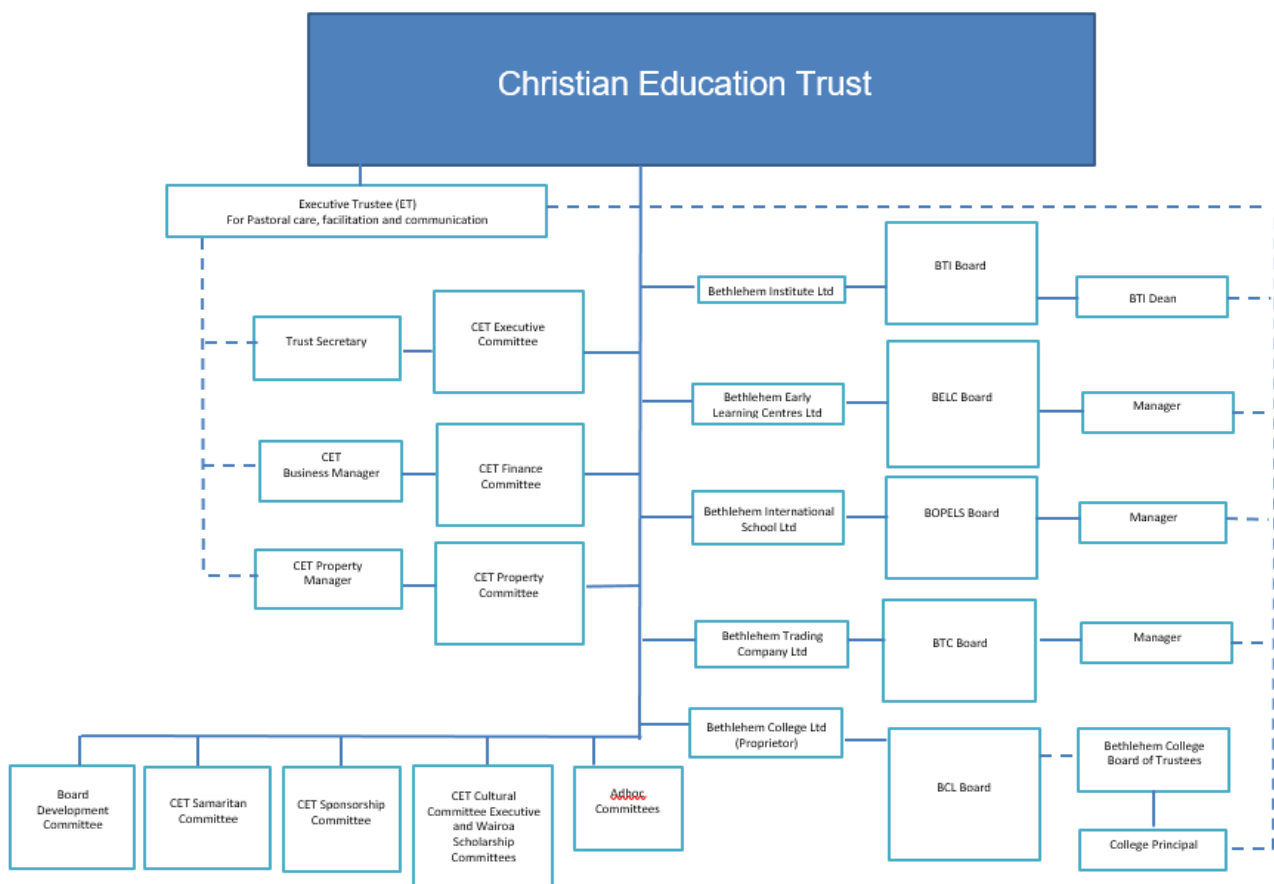 Christian Education Trust
Executive Trustee (ET)
For Pastoral care, facilitation and communication
Trust Secretary
CET Executive
Committee
CET
Business Manager
CET Finance
Committee
CET Property
Manager
CET Property
Committee
Bethlehem Institute Ltd
BTI Board
BTI Dean
Bethlehem Early
Learning Centres Ltd
BELC Board
Manager
Bethlehem International
School Ltd
BOPELS Board
Manager
Bethlehem Trading
Company Ltd
BTC Board
Manager
Bethlehem College Ltd
(Proprietor)
BCL Board
Bethlehem College
Board of Trustees
College Principal
Board
Development
Committee
CET Samaritan
Committee
CET Sponsorship
Committee
CET Cultural
Committee Executive
and Wairoa
Scholarship
Committees
Adhoc
Committees